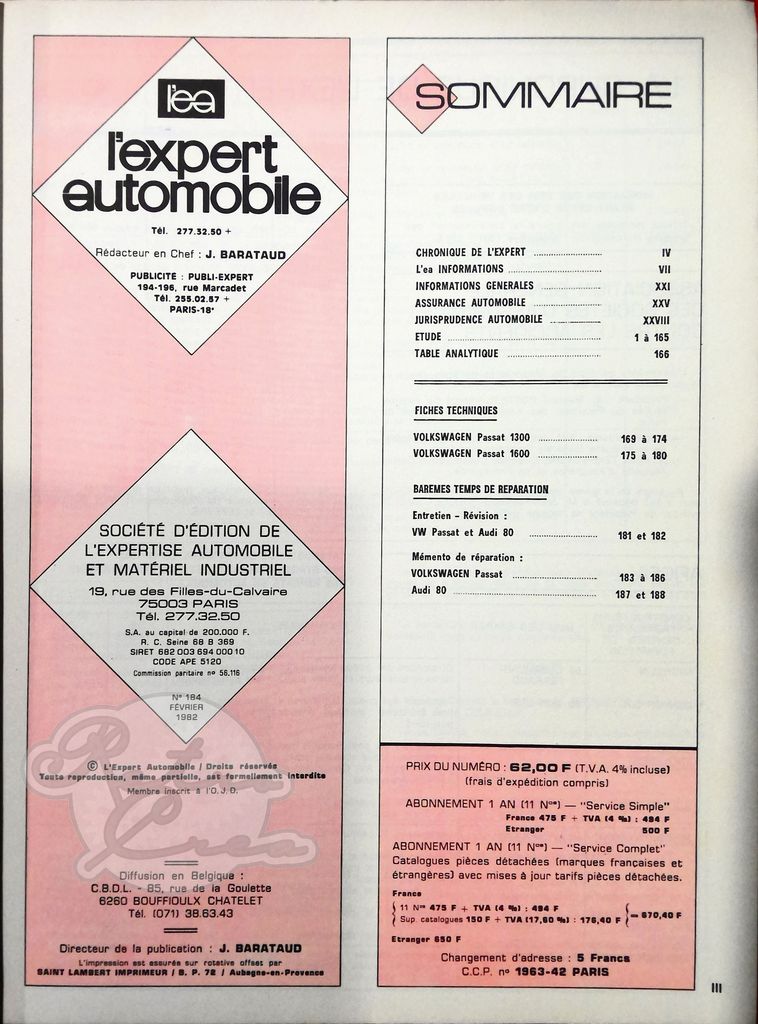 l'ea
l'expert
automobile
Tél. 277.32.50 +
Rédacteur en Chef : J. BARATAUD
PUBLICITE : PUBLI-EXPERT
194-196, rue Marcadet
Tél. 255.02.57 +
PARIS-18e
SOCIÉTÉ D'ÉDITION DE
L'EXPERTISE AUTOMOBILE
ET MATÉRIEL INDUSTRIEL
19, rue des Filles-du-Calvaire
75003 PARIS
Tél. 277.32.50
S.A. au capital de 200.000 F.
R. C. Seine 68 B 369
SIRET 682 003 694 000 10
CODE APE 5120
Commission paritaire no 56.116
No 184
FÉVRIER
1982
© L'Expert Automobile / Droits réservés
Toute reproduction, même partielle, est formellement interdite
Membre inscrit à l'O.J.D.
Retro
Crea
Diffusion en Belgique :
C.B.D.L. - 85, rue de la Goulette
6260 BOUFFIOULX CHATELET
Tél. (071) 38.63.43
Directeur de la publication : J. BARATAUD
L'impression est assurée sur rotative offset par
SAINT LAMBERT IMPRIMEUR / B. P. 72 / Aubagne-en-Provence
SOMMAIRE
CHRONIQUE DE L'EXPERT .................... IV
L'ea INFORMATIONS .................... VII
INFORMATIONS GENERALES .................... XXI
ASSURANCE AUTOMOBILE .................... XXV
JURISPRUDENCE AUTOMOBILE .................... XXVIII
ETUDE .................... 1 à 165
TABLE ANALYTIQUE .................... 166
FICHES TECHNIQUES
VOLKSWAGEN Passat 1300 .................... 169 à 174
VOLKSWAGEN Passat 1600 .................... 175 à 180
BAREMES TEMPS DE REPARATION
Entretien - Révision :
VW Passat et Audi 80 .................... 181 et 182
Mémento de réparation :
VOLKSWAGEN Passat .................... 183 à 186
Audi 80 .................... 187 et 188
PRIX DU NUMÉRO : 62,00 F (T.V.A. 4% incluse)
(frais d'expédition compris)
ABONNEMENT 1 AN (11 Nos) — "Service Simple"
France 475 F + TVA (4 %) : 494 F
Etranger 500 F
ABONNEMENT 1 AN (11 Nos) — "Service Complet"
Catalogues pièces détachées (marques françaises et
étrangères) avec mises à jour tarifs pièces détachées.
France
11 Nos 475 F + TVA (4 %) : 494 F
Sup. catalogues 150 F + TVA (17,60 %) : 176,40 F = 670,40 F
Etranger 650 F
Changement d'adresse : 5 Francs
C.C.P. no 1963-42 PARIS
III